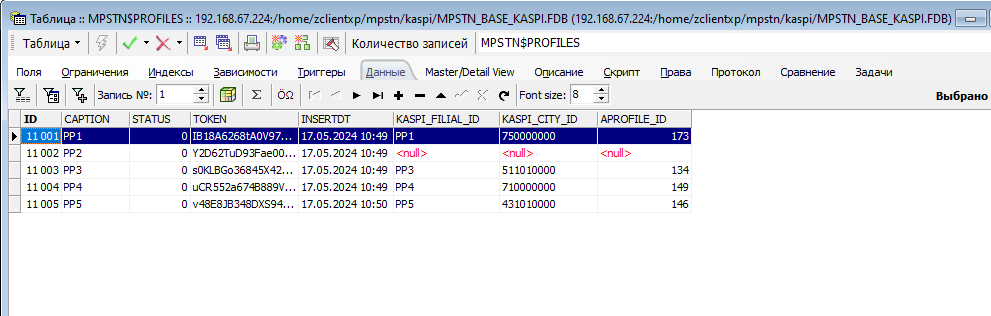 Таблица :: MPSTN$PROFILES :: 192.168.67.224:/home/zclientxp/mpstn/kaspi/MPSTN_BASE_KASPI.FDB (192.168.67.224:/home/zclientxp/mpstn/kaspi/MPSTN_BASE_KASPI.FDB)
Таблица Количество записей MPSTN$PROFILES
Поля Ограничения Индексы Зависимости Триггеры Данные Master/Detail View Описание Скрипт Права Протокол Сравнение Задачи
Запись №: 1 Σ ÖΩ Font size: 8 Выбрано
ID CAPTION STATUS TOKEN INSERTDT KASPI_FILIAL_ID KASPI_CITY_ID APROFILE_ID
11 001 PP1 0 IB18A6268tA0V97... 17.05.2024 10:49 PP1 750000000 173
11 002 PP2 0 Y2D62TuD93Fae00... 17.05.2024 10:49 <null> <null> <null>
11 003 PP3 0 s0KLBGo36845X42... 17.05.2024 10:49 PP3 511010000 134
11 004 PP4 0 uCR552a674B889V... 17.05.2024 10:49 PP4 710000000 149
11 005 PP5 0 v48E8JB348DXS94... 17.05.2024 10:50 PP5 431010000 146